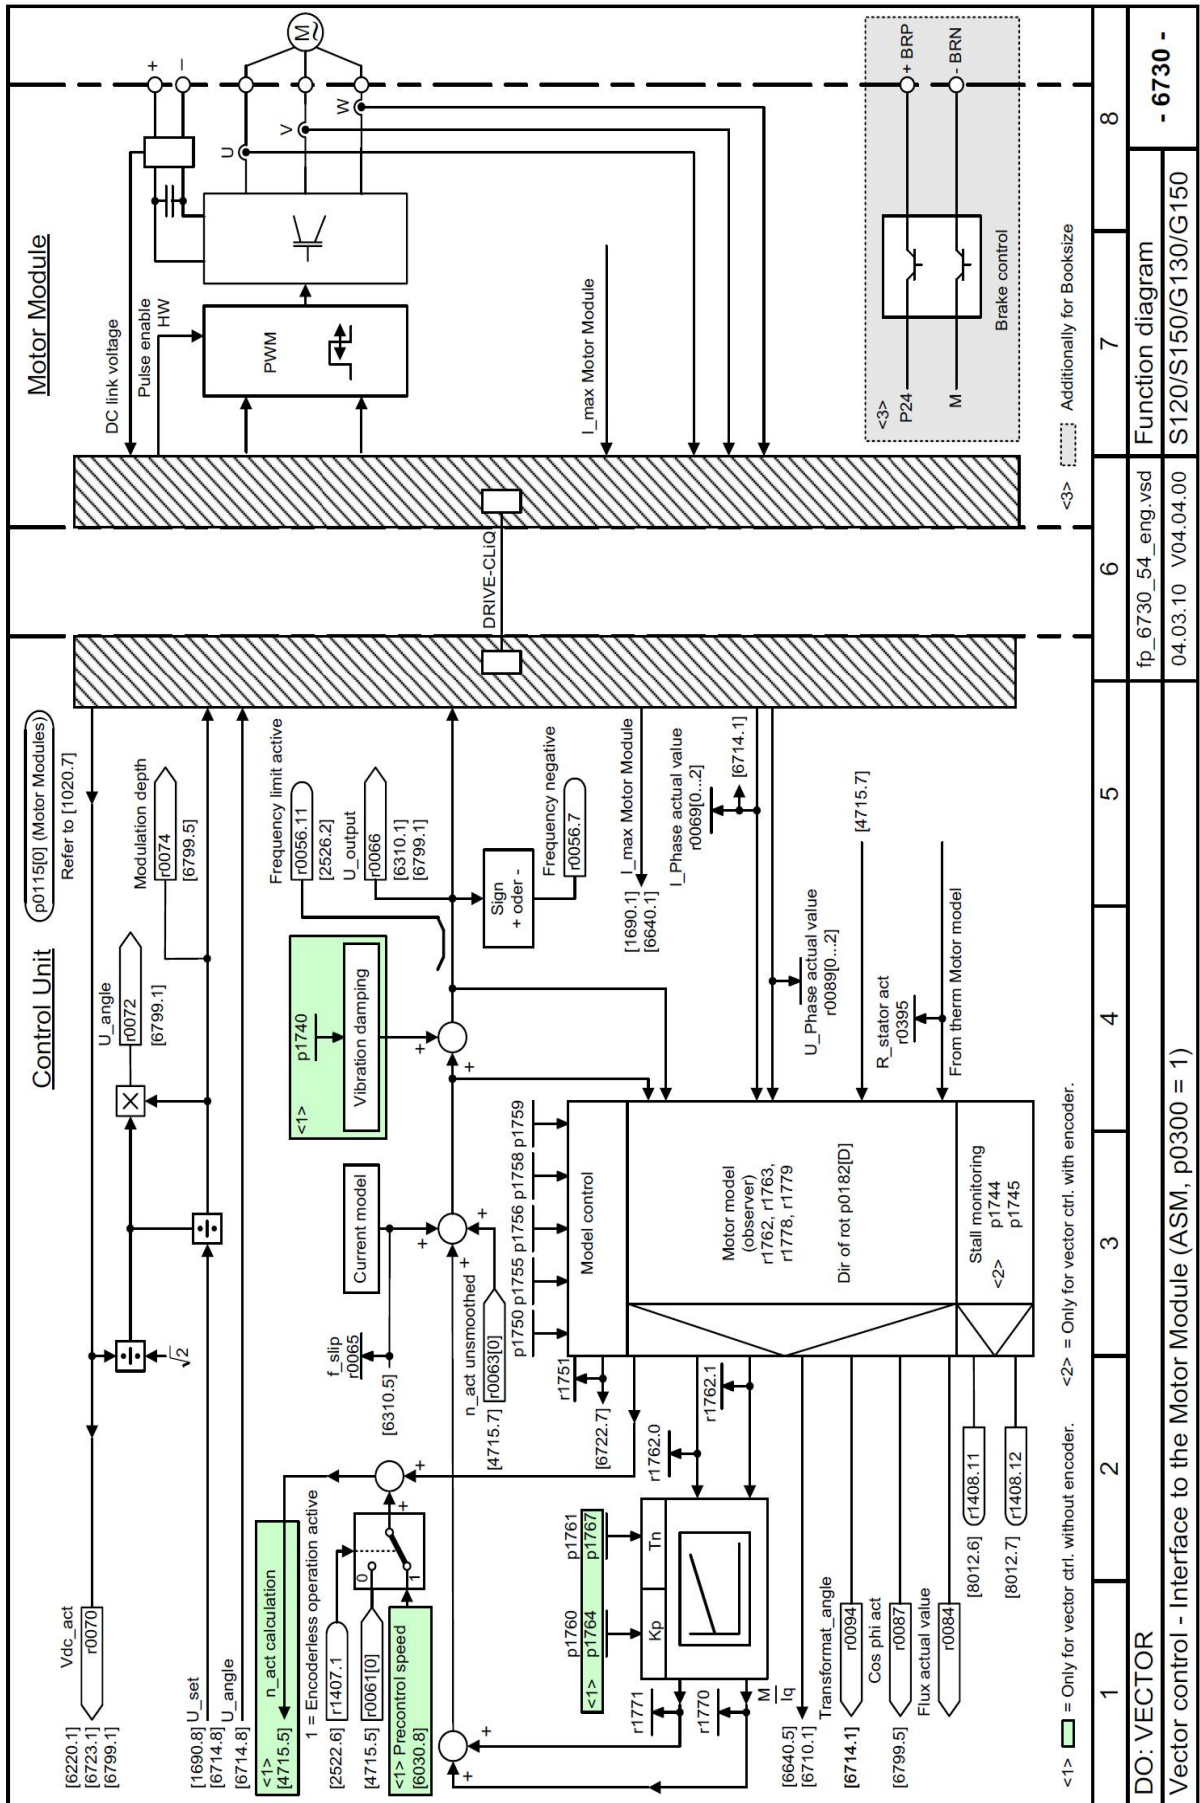 Control Unit
p0115[0] (Motor Modules)
Refer to [1020.7]
Motor Module
Vdc_act
r0070
[6220.1]
[6723.1]
[6799.1]
√2
U_angle
r0072
[6799.1]
Modulation depth
r0074
[6799.5]
[1690.8] U_set
[6714.8]
U_angle
[6714.8]
<1>
n_act calculation
[4715.5]
1 = Encoderless operation active
[2522.6] r1407.1
[4715.5] r0061[0]
0
1
<1> Precontrol speed
[6030.8]
+
+
f_slip
r0065
[6310.5]
Current model
+
+
+
n_act unsmoothed
[4715.7] r0063[0]
<1>
p1740
Vibration damping
+
+
Frequency limit active
r0056.11
[2526.2]
U_output
r0066
[6310.1]
[6799.1]
Sign
+ oder -
Frequency negative
r0056.7
+
+
p1750 p1755 p1756 p1758 p1759
Model control
r1751
[6722.7]
r1762.0
r1762.1
p1760 p1761
<1> p1764 p1767
Kp Tn
r1771
r1770
M
Iq
[6640.5]
[6710.1]
Motor model
(observer)
r1762, r1763,
r1778, r1779
Dir of rot p0182[D]
Stall monitoring
p1744
p1745
<2>
I_max Motor Module
[1690.1]
[6640.1]
I_Phase actual value
r0069[0...2]
[6714.1]
U_Phase actual value
r0089[0...2]
[4715.7]
R_stator act
r0395
From therm Motor model
Transformat_angle
r0094
[6714.1]
Cos phi act
r0087
[6799.5]
Flux actual value
r0084
[8012.6] r1408.11
[8012.7] r1408.12
DRIVE-CLiQ
DC link voltage
Pulse enable
HW
PWM
+
–
U
V
W
M
~
I_max Motor Module
<3>
P24
M
+ BRP
- BRN
Brake control
<1> = Only for vector ctrl. without encoder.
<2> = Only for vector ctrl. with encoder.
<3> Additionally for Booksize
1 2 3 4 5 6 7 8
DO: VECTOR
fp_6730_54_eng.vsd
Function diagram
- 6730 -
Vector control - Interface to the Motor Module (ASM, p0300 = 1)
04.03.10 V04.04.00
S120/S150/G130/G150